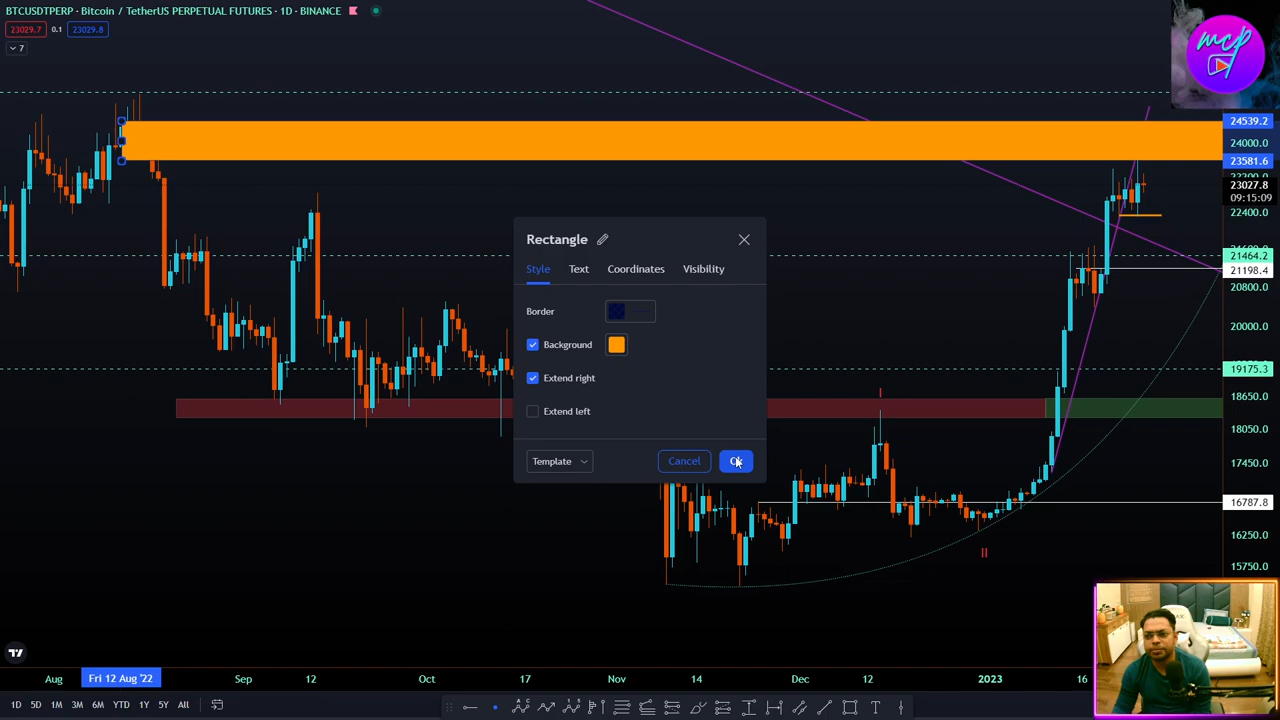 BTCUSDTPERP · Bitcoin / TetherUS PERPETUAL FUTURES · 1D · BINANCE
23029.7 0.1 23029.8
7
mcp
24539.2
24000.0
23581.6
23027.8
09:15:09
22400.0
21464.2
21198.4
20800.0
20000.0
19175.3
18650.0
18050.0
17450.0
16787.8
16250.0
15750.0
Rectangle
Style Text Coordinates Visibility
Border
Background
Extend right
Extend left
Template Cancel Ok
I
II
Aug Fri 12 Aug '22 Sep 12 Oct 17 Nov 14 Dec 12 2023 16
1D 5D 1M 3M 6M YTD 1Y 5Y All